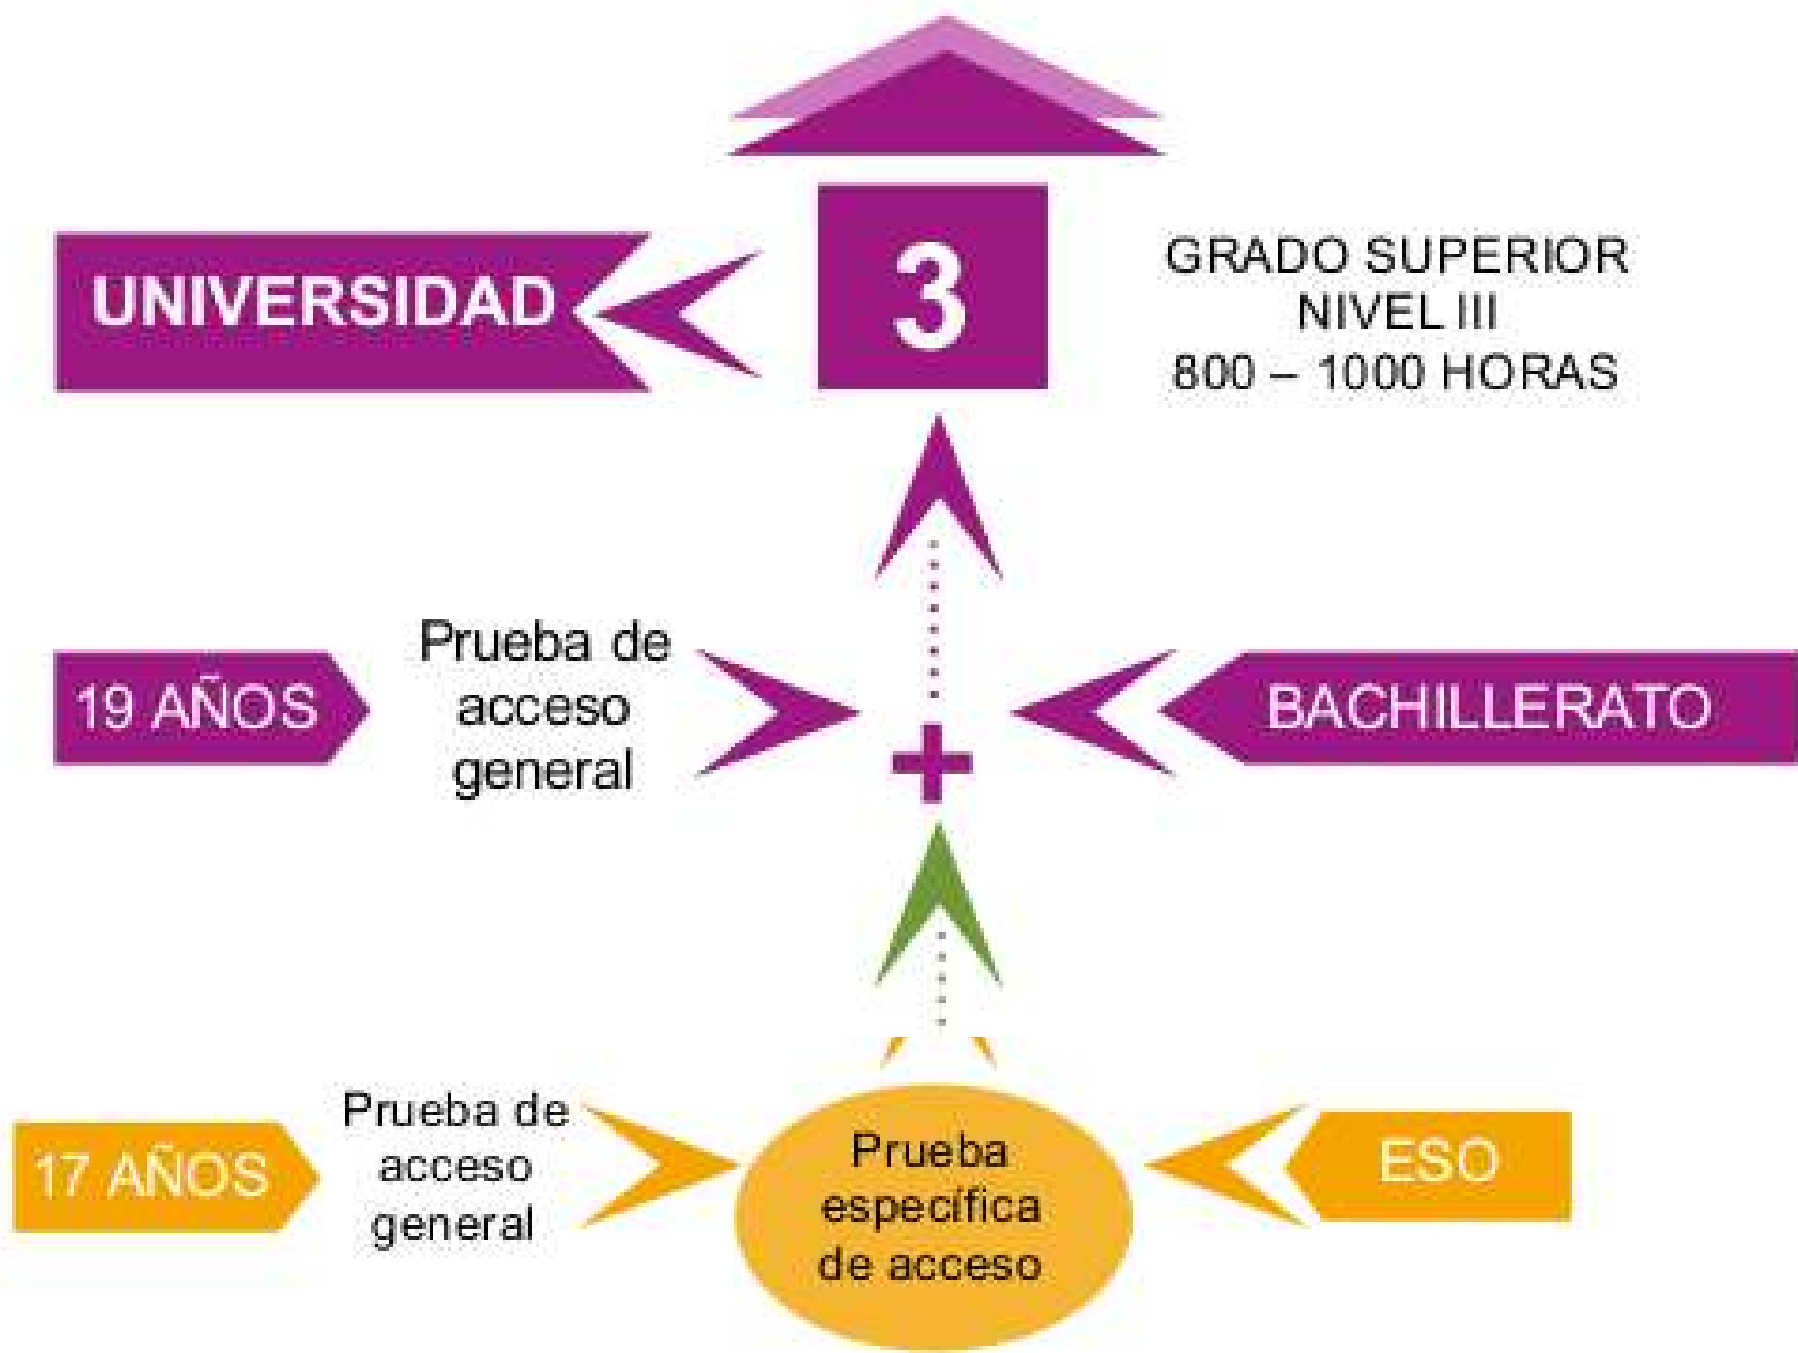 UNIVERSIDAD
3
GRADO SUPERIOR
NIVEL III
800 – 1000 HORAS
19 AÑOS
Prueba de
acceso
general
+
BACHILLERATO
17 AÑOS
Prueba de
acceso
general
Prueba
específica
de acceso
ESO